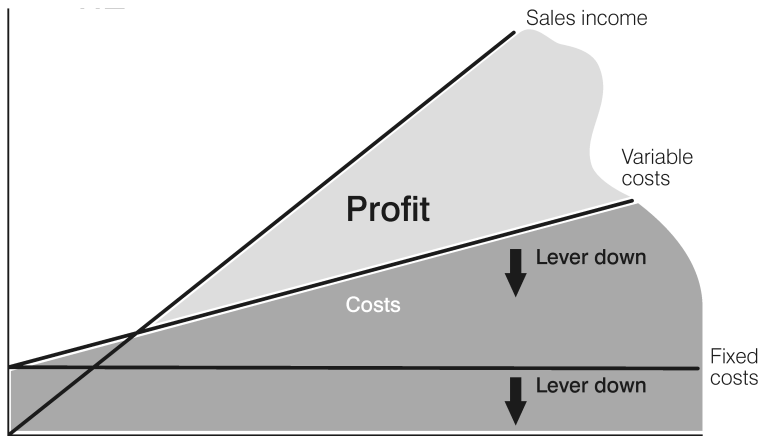 Sales income
Variable
costs
Profit
Lever down
Costs
Fixed
costs
Lever down